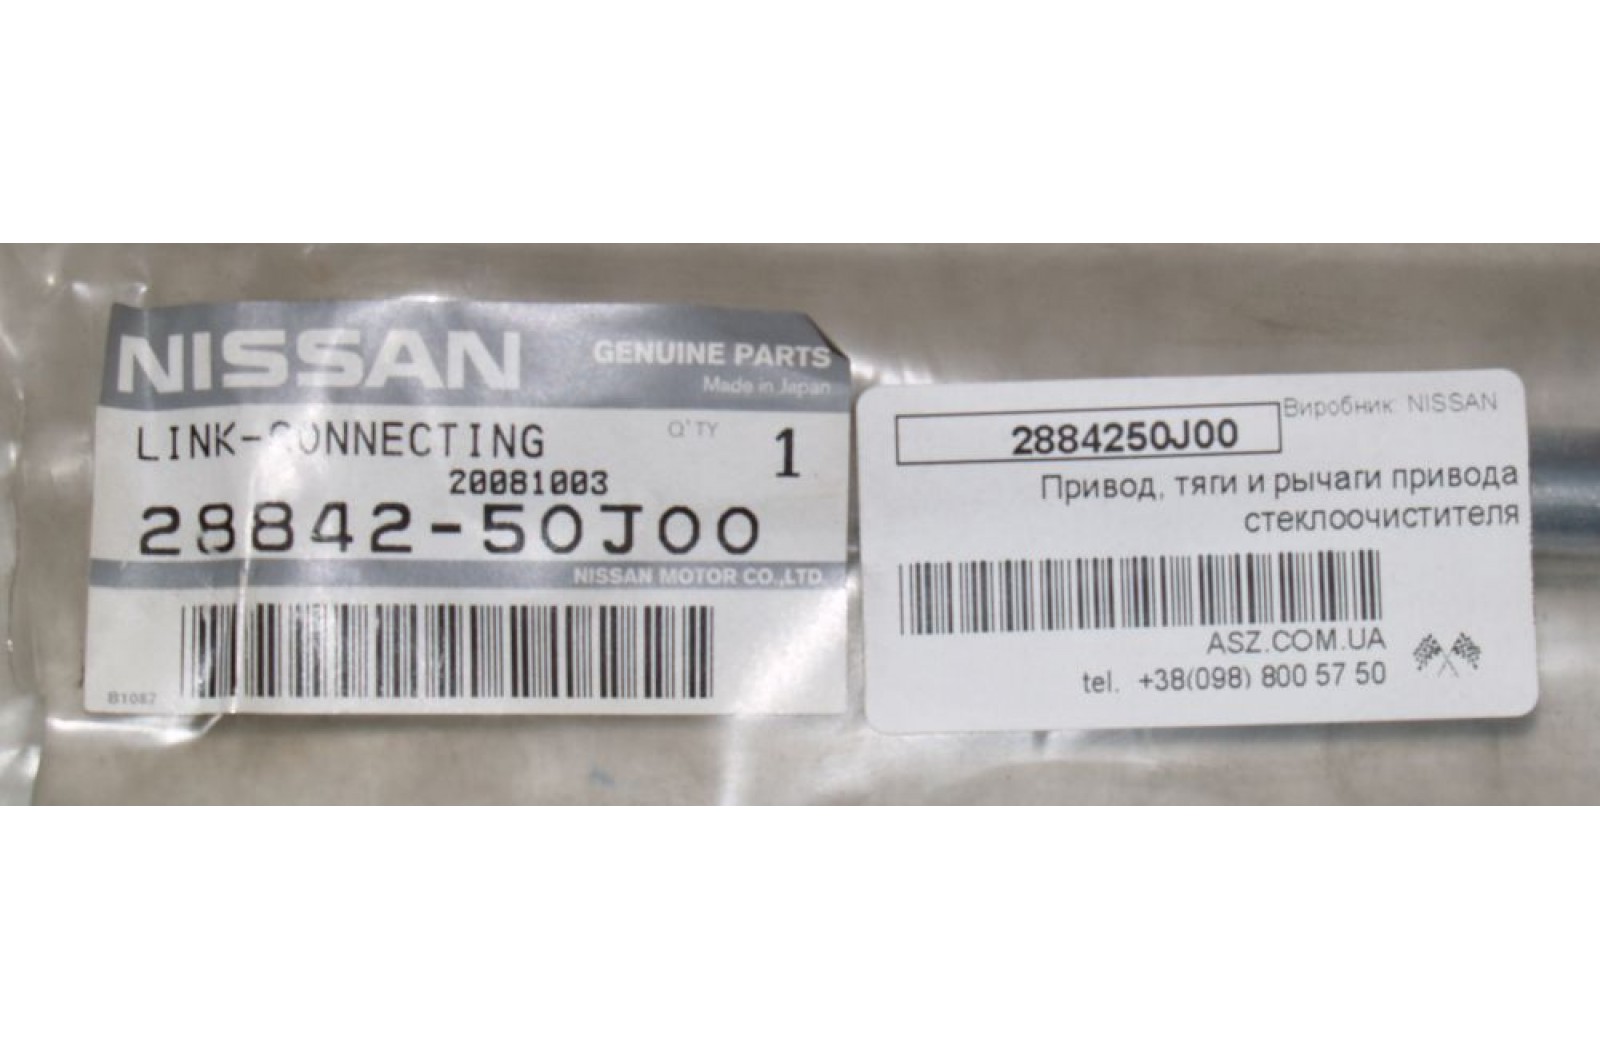 NISSAN
GENUINE PARTS
Made in Japan
LINK-CONNECTING
Q'TY
1
20081003
28842-50J00
NISSAN MOTOR CO.,LTD.
B1087
Виробник: NISSAN
2884250J00
Привод, тяги и рычаги привода
стеклоочистителя
ASZ.COM.UA
tel. +38(098) 800 57 50